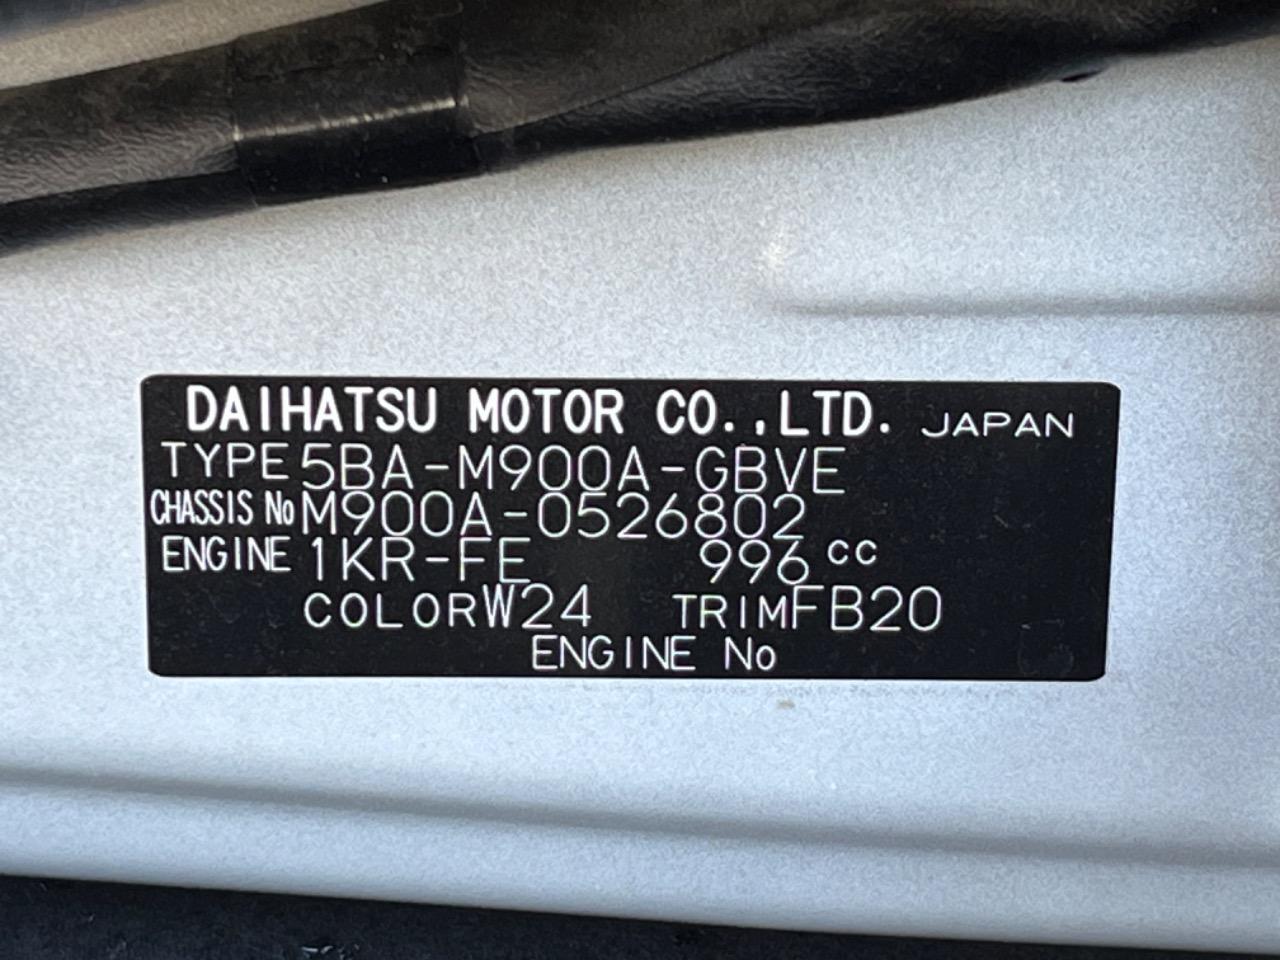 DAIHATSU MOTOR CO.,LTD. JAPAN
TYPE 5BA-M900A-GBVE
CHASSIS No M900A-0526802
ENGINE 1KR-FE 996 cc
COLOR W24 TRIM FB20
ENGINE No